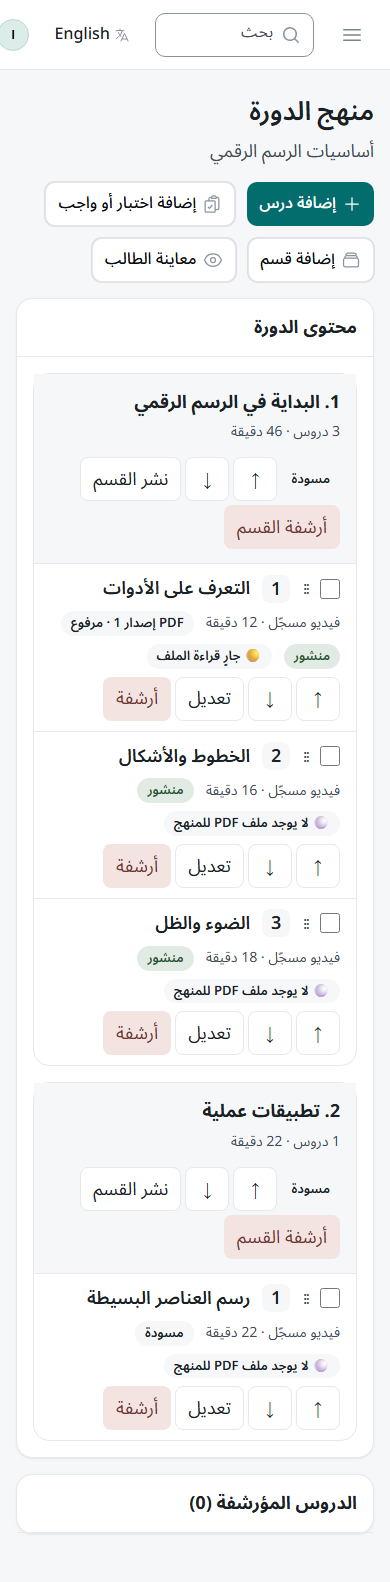 بحث
English
I
منهج الدورة
أساسيات الرسم الرقمي
+ إضافة درس
إضافة اختبار أو واجب
إضافة قسم
معاينة الطالب
محتوى الدورة
1. البداية في الرسم الرقمي
3 دروس · 46 دقيقة
مسودة ↑ ↓ نشر القسم
أرشفة القسم
1 التعرف على الأدوات
فيديو مسجّل · 12 دقيقة PDF إصدار 1 · مرفوع
منشور جارٍ قراءة الملف
↑ ↓ تعديل أرشفة
2 الخطوط والأشكال
فيديو مسجّل · 16 دقيقة منشور
لا يوجد ملف PDF للمنهج
↑ ↓ تعديل أرشفة
3 الضوء والظل
فيديو مسجّل · 18 دقيقة منشور
لا يوجد ملف PDF للمنهج
↑ ↓ تعديل أرشفة
2. تطبيقات عملية
1 دروس · 22 دقيقة
مسودة ↑ ↓ نشر القسم
أرشفة القسم
1 رسم العناصر البسيطة
فيديو مسجّل · 22 دقيقة مسودة
لا يوجد ملف PDF للمنهج
↑ ↓ تعديل أرشفة
الدروس المؤرشفة (0)